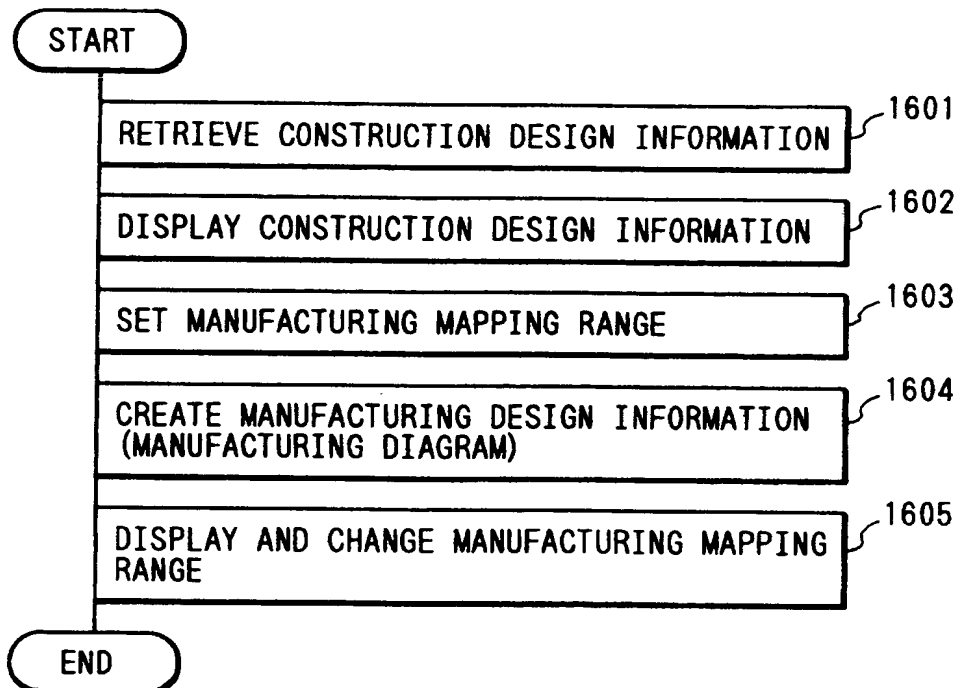 START
1601
RETRIEVE CONSTRUCTION DESIGN INFORMATION
1602
DISPLAY CONSTRUCTION DESIGN INFORMATION
1603
SET MANUFACTURING MAPPING RANGE
1604
CREATE MANUFACTURING DESIGN INFORMATION
(MANUFACTURING DIAGRAM)
1605
DISPLAY AND CHANGE MANUFACTURING MAPPING
RANGE
END